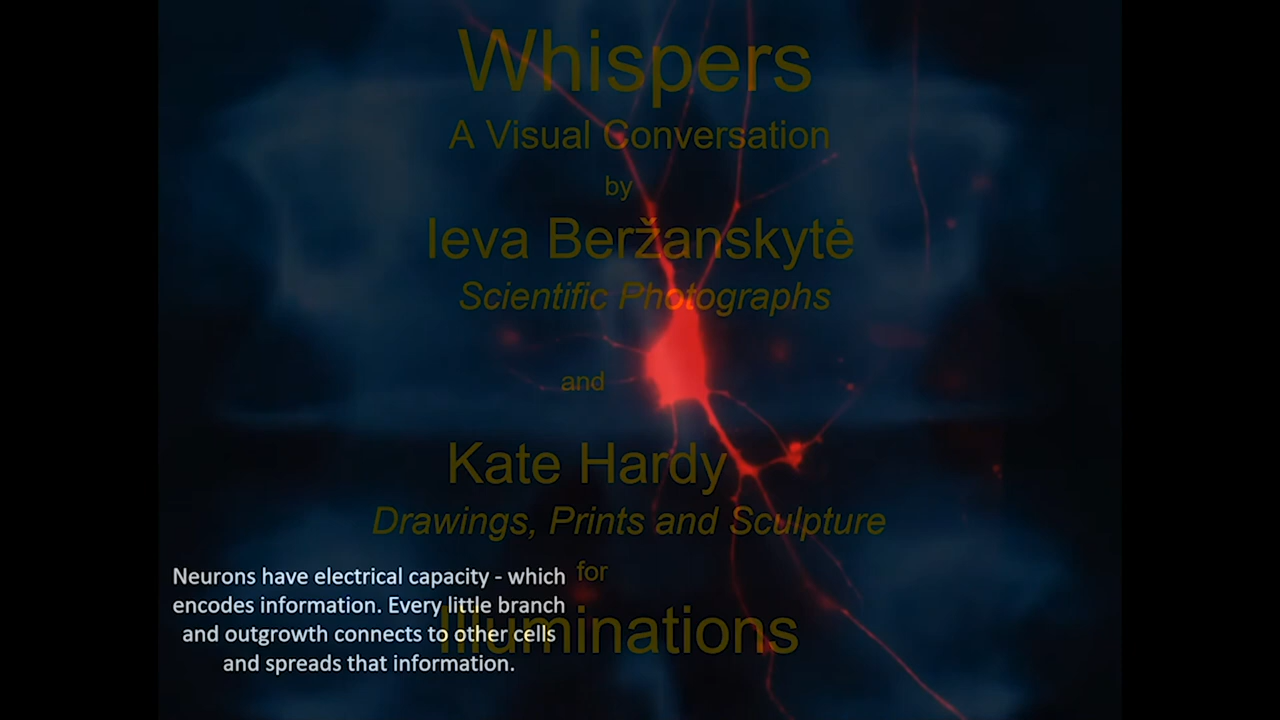 Whispers
A Visual Conversation
by
Ieva Beržanskytė
Scientific Photographs
and
Kate Hardy
Drawings, Prints and Sculpture
for
Illuminations
Neurons have electrical capacity - which
encodes information. Every little branch
and outgrowth connects to other cells
and spreads that information.